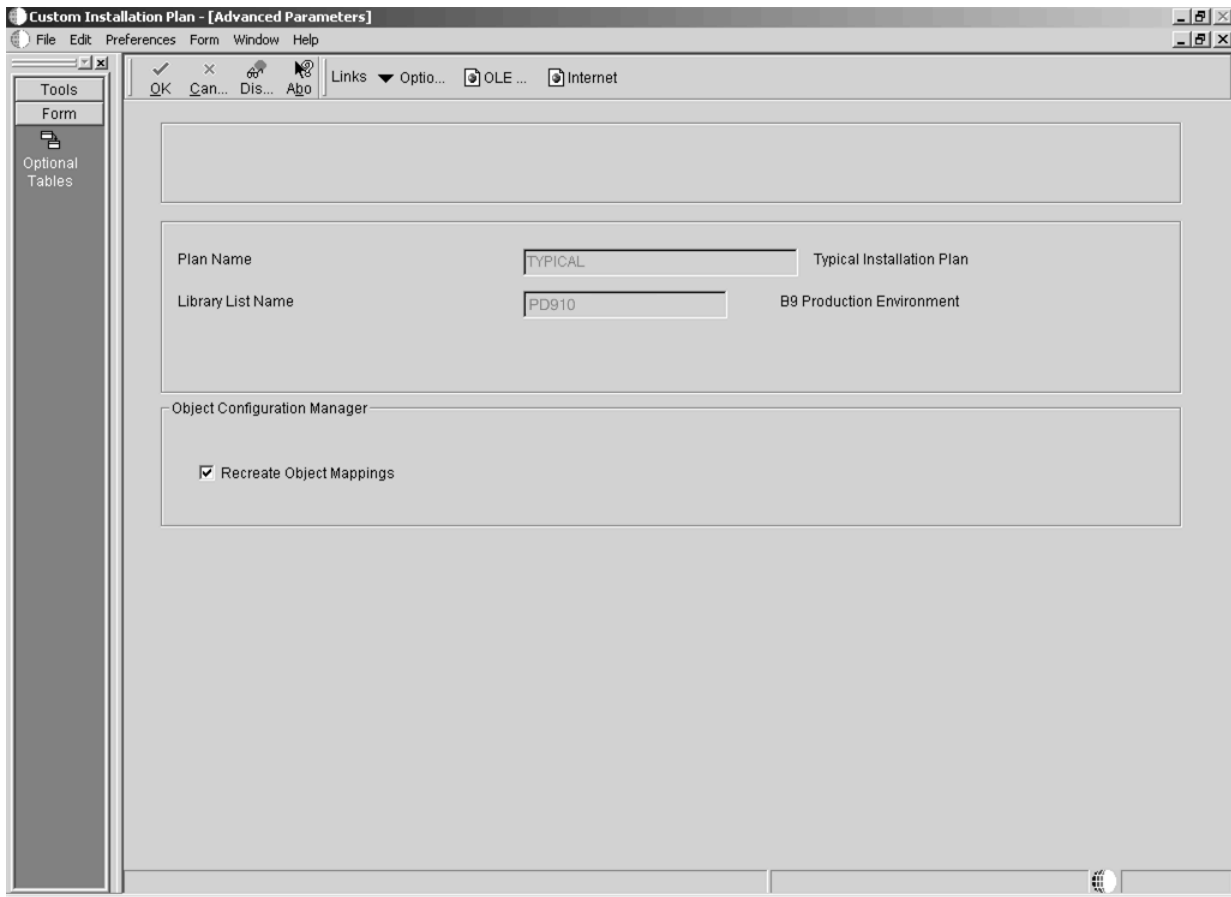 Custom Installation Plan - [Advanced Parameters]
File Edit Preferences Form Window Help
Tools
Form
Optional
Tables
OK Can... Dis... Abo Links Optio... OLE ... Internet
Plan Name TYPICAL Typical Installation Plan
Library List Name PD910 B9 Production Environment
Object Configuration Manager
Recreate Object Mappings